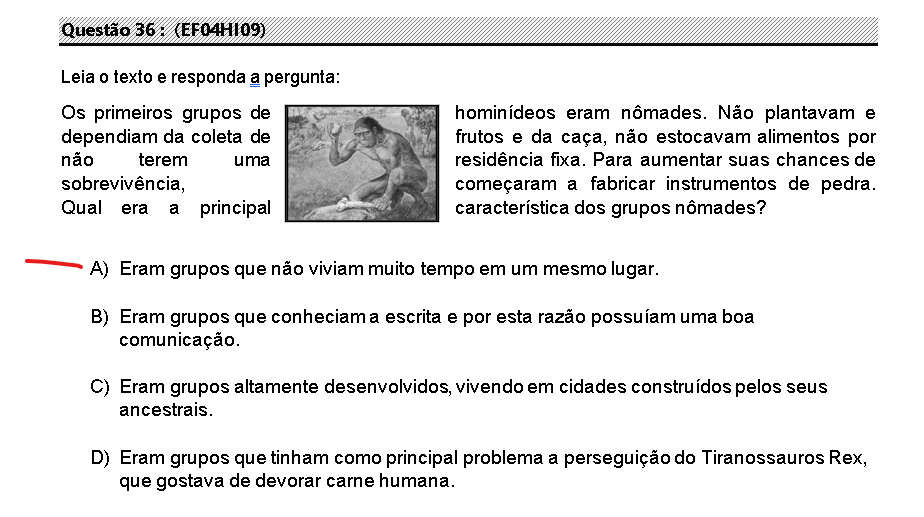 Questão 36 : (EF04HI09)
Leia o texto e responda a pergunta:
Os primeiros grupos de hominídeos eram nômades. Não plantavam e
dependiam da coleta de frutos e da caça, não estocavam alimentos por
não terem uma residência fixa. Para aumentar suas chances de
sobrevivência, começaram a fabricar instrumentos de pedra.
Qual era a principal característica dos grupos nômades?
A) Eram grupos que não viviam muito tempo em um mesmo lugar.
B) Eram grupos que conheciam a escrita e por esta razão possuíam uma boa
comunicação.
C) Eram grupos altamente desenvolvidos, vivendo em cidades construídos pelos seus
ancestrais.
D) Eram grupos que tinham como principal problema a perseguição do Tiranossauros Rex,
que gostava de devorar carne humana.